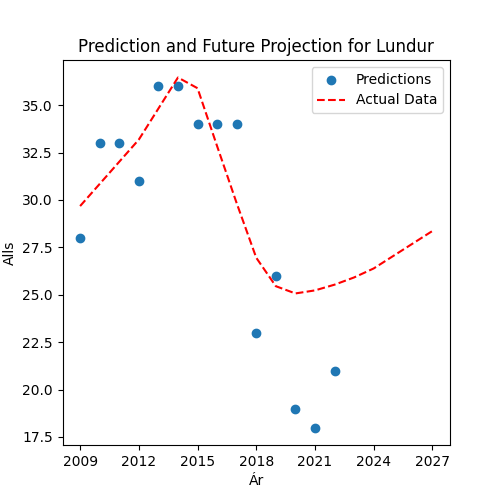 Prediction and Future Projection for Lundur
Predictions
Actual Data
35.0
32.5
30.0
27.5
25.0
22.5
20.0
17.5
Alls
2009 2012 2015 2018 2021 2024 2027
Ár